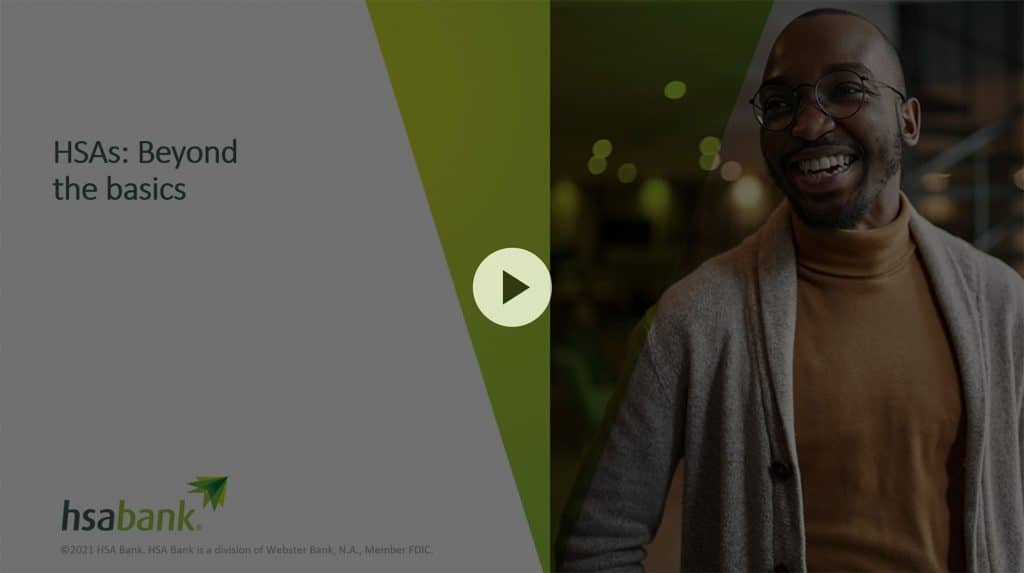 HSAs: Beyond
the basics
hsabank.
©2021 HSA Bank. HSA Bank is a division of Webster Bank, N.A., Member FDIC.